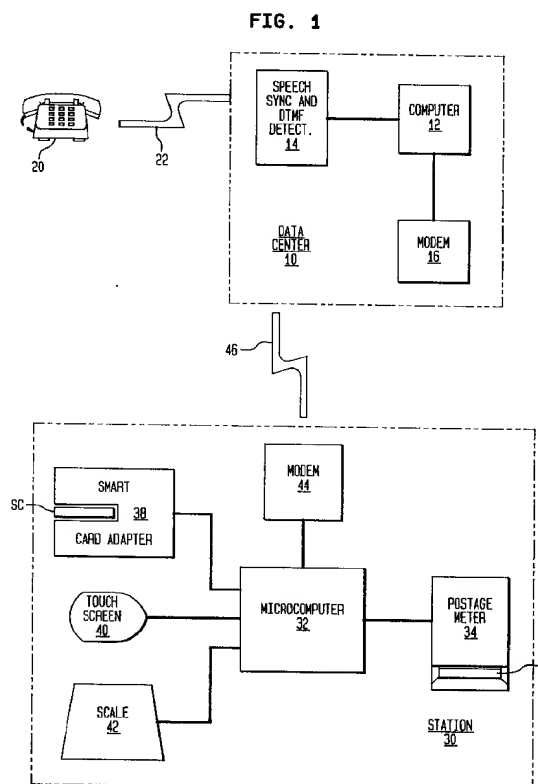 FIG. 1
SPEECH
SYNC AND
DTMF
DETECT.
14
COMPUTER
12
20
22
DATA
CENTER
10
MODEM
16
46
SMART
38
CARD ADAPTER
SC
MODEM
44
TOUCH
SCREEN
40
MICROCOMPUTER
32
POSTAGE
METER
34
SCALE
42
STATION
30